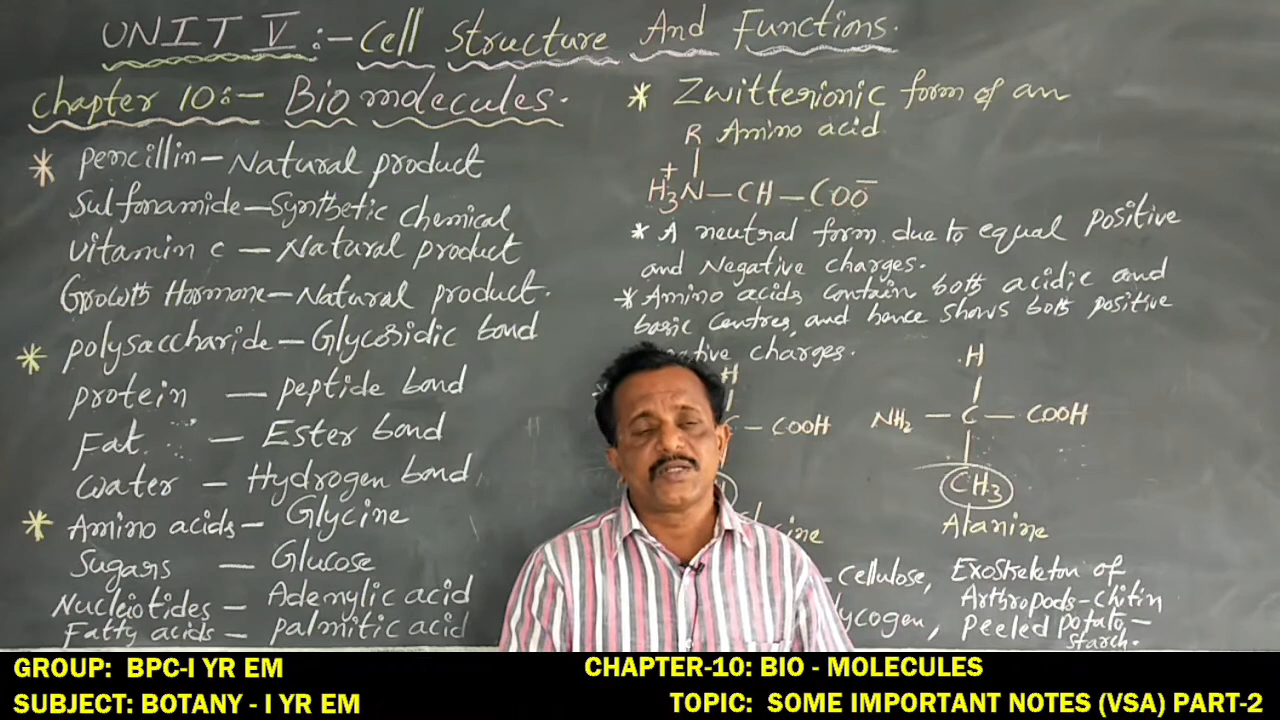 UNIT V :- Cell Structure And Functions.
Chapter 10:- Bio molecules.
* Pencillin – Natural product
Sulfonamide – Synthetic Chemical
Vitamin C – Natural product
Growth Hormone – Natural product.
* Polysaccharide – Glycosidic bond
protein – peptide bond
Fat – Ester bond
Water – Hydrogen bond
* Amino acids – Glycine
Sugars – Glucose
Nucleotides – Adenylic acid
Fatty acids – Palmitic acid
* Zwitterionic form of an
Amino acid
R
+
H3N – CH – COO–
* A neutral form due to equal positive
and Negative charges.
* Amino acids contain both acidic and
basic Centres, and hence shows both positive
ative charges.
H
C – COOH
cine
H
NH2 – C – COOH
CH3
Alanine
– Cellulose, Exoskeleton of
Arthropods – chitin
lycogen, Peeled potato –
Starch.
GROUP: BPC-I YR EM
CHAPTER-10: BIO - MOLECULES
SUBJECT: BOTANY - I YR EM
TOPIC: SOME IMPORTANT NOTES (VSA) PART-2